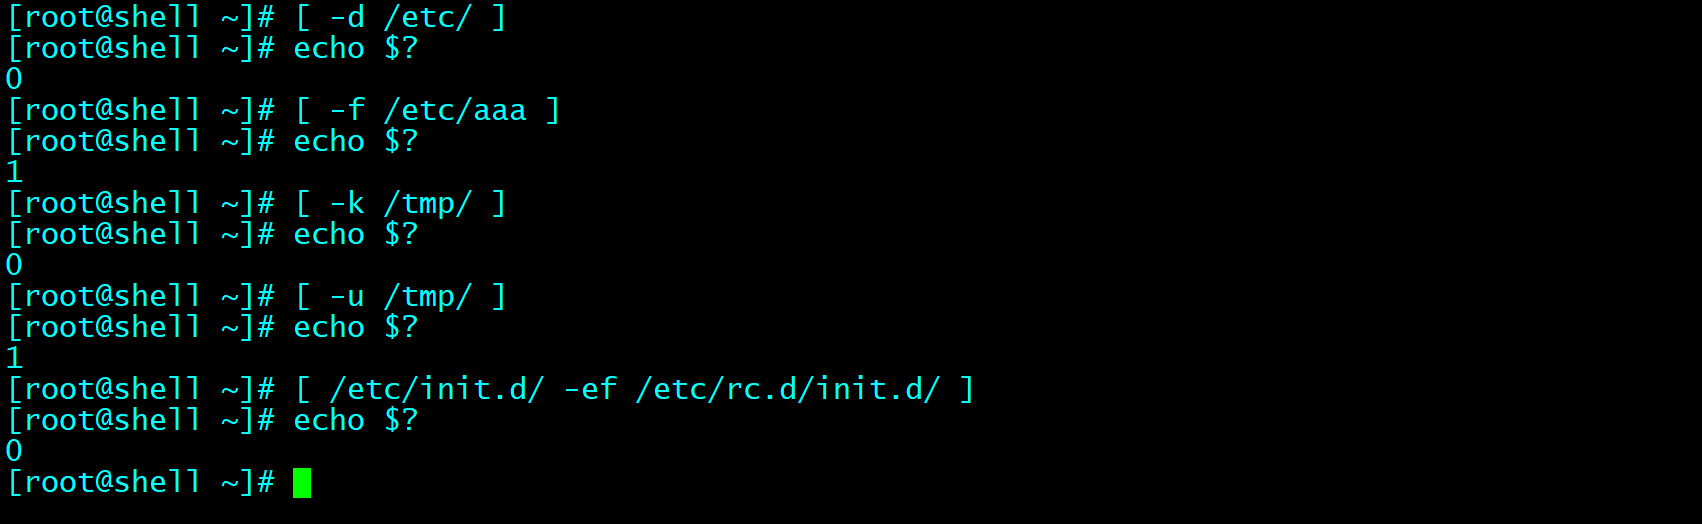 [root@shell ~]# [ -d /etc/ ]
[root@shell ~]# echo $?
0
[root@shell ~]# [ -f /etc/aaa ]
[root@shell ~]# echo $?
1
[root@shell ~]# [ -k /tmp/ ]
[root@shell ~]# echo $?
0
[root@shell ~]# [ -u /tmp/ ]
[root@shell ~]# echo $?
1
[root@shell ~]# [ /etc/init.d/ -ef /etc/rc.d/init.d/ ]
[root@shell ~]# echo $?
0
[root@shell ~]#